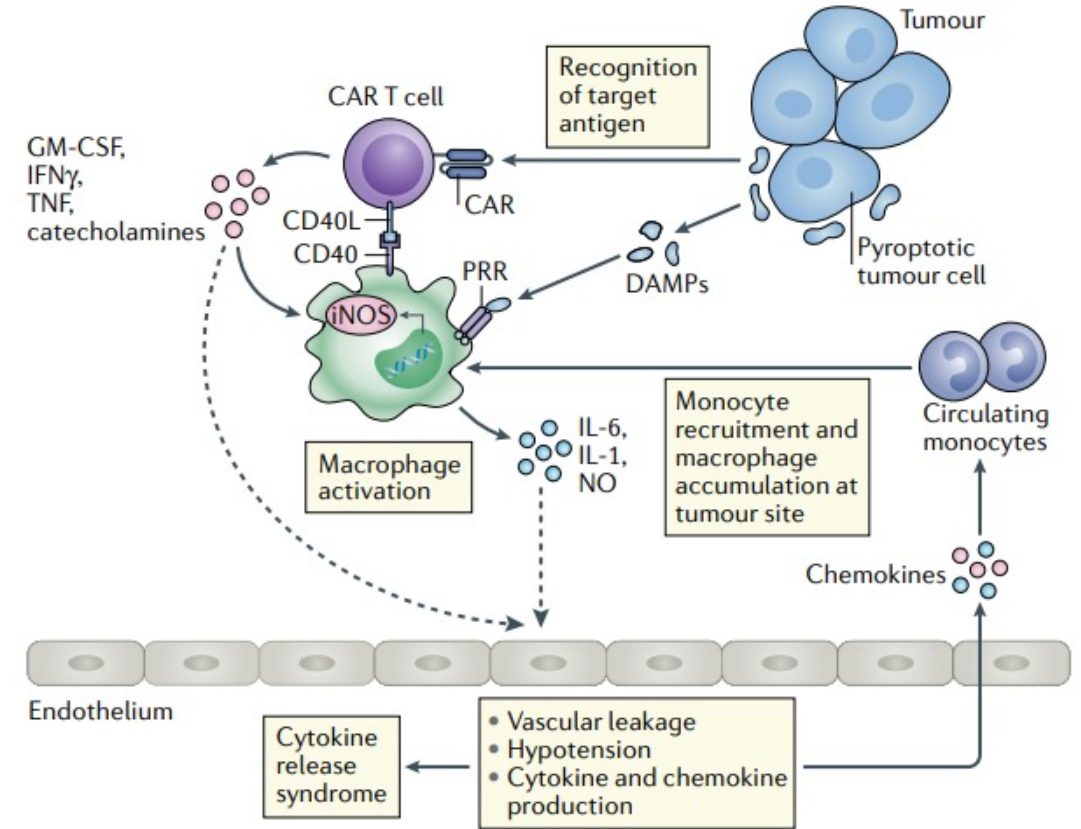 Tumour
Recognition
of target
antigen
CAR T cell
GM-CSF,
IFNγ,
TNF,
catecholamines
CAR
CD40L
CD40
PRR
DAMPs
Pyroptotic
tumour cell
iNOS
Circulating
monocytes
Monocyte
recruitment and
macrophage
accumulation at
tumour site
IL-6,
IL-1,
NO
Macrophage
activation
Chemokines
Endothelium
Cytokine
release
syndrome
• Vascular leakage
• Hypotension
• Cytokine and chemokine
production